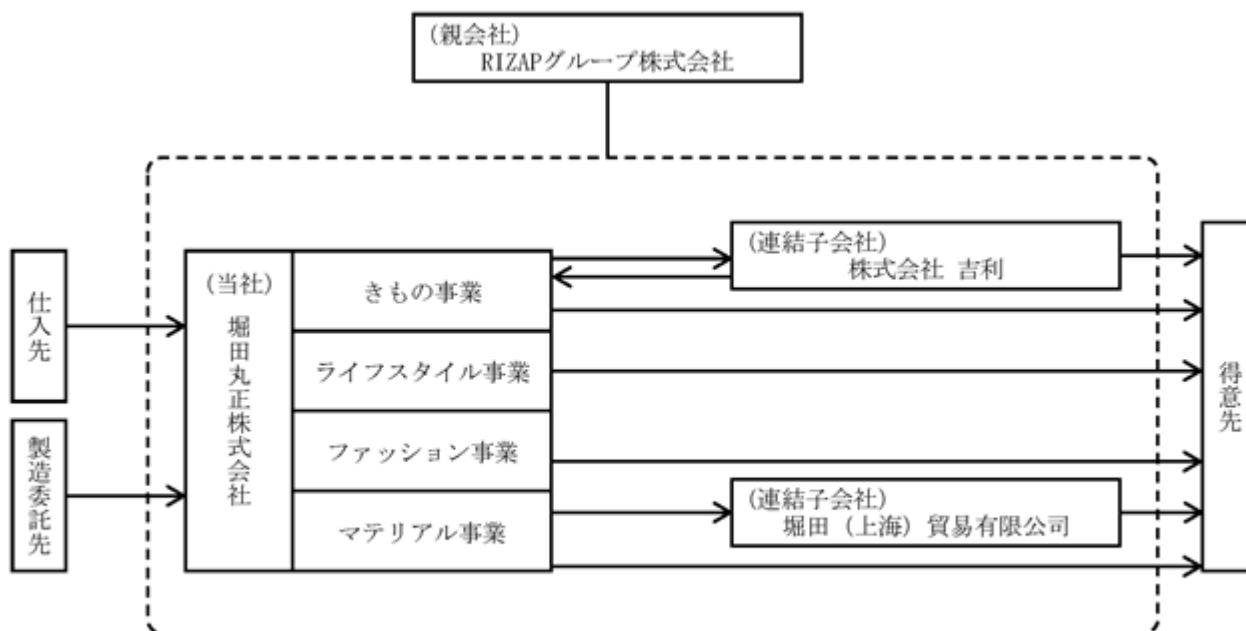 (親会社)
RIZAPグループ株式会社
仕入先
製造委託先
(当社)
堀田丸正株式会社
きもの事業
ライフスタイル事業
ファッション事業
マテリアル事業
(連結子会社)
株式会社 吉利
(連結子会社)
堀田（上海）貿易有限公司
得意先